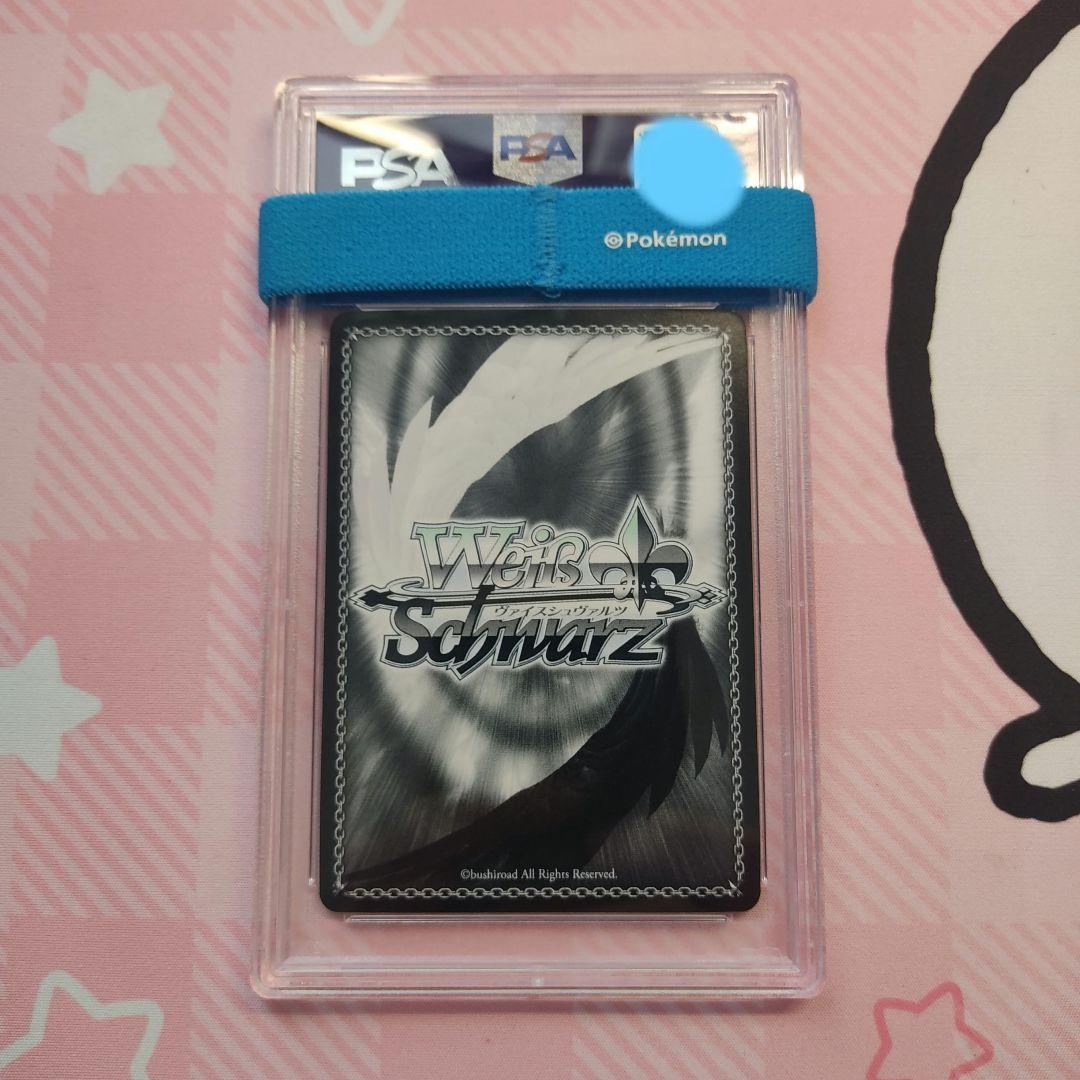 PSA
PSA
Pokémon
Weiß
ヴァイスシュヴァルツ
Schwarz
©bushiroad All Rights Reserved.